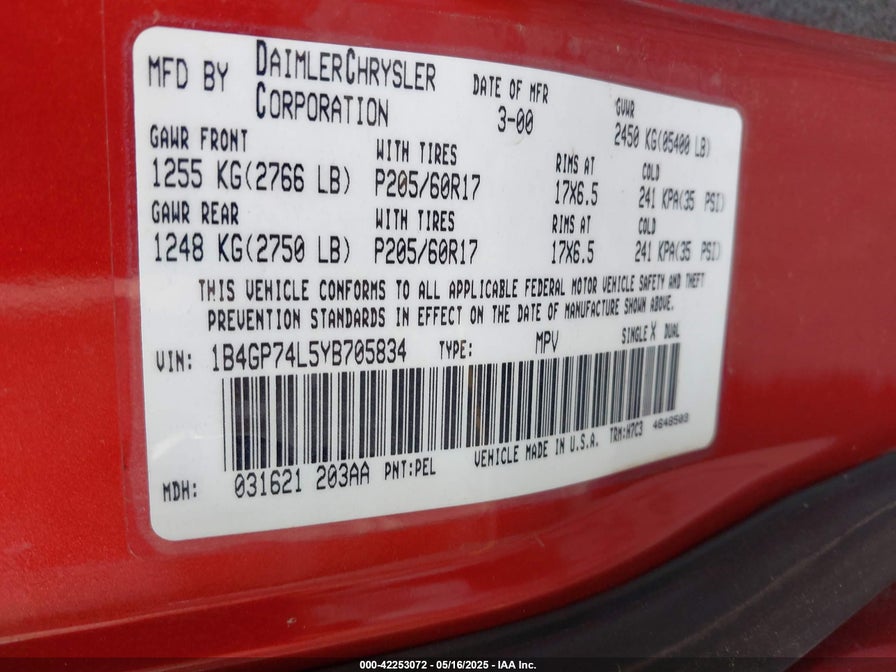 MFD BY DAIMLERCHRYSLER CORPORATION
DATE OF MFR 3-00
GVWR 2450 KG(05400 LB)
GAWR FRONT WITH TIRES RIMS AT COLD
1255 KG(2766 LB) P205/60R17 17X6.5 241 KPA(35 PSI)
GAWR REAR WITH TIRES RIMS AT COLD
1248 KG(2750 LB) P205/60R17 17X6.5 241 KPA(35 PSI)
THIS VEHICLE CONFORMS TO ALL APPLICABLE FEDERAL MOTOR VEHICLE SAFETY AND THEFT
PREVENTION STANDARDS IN EFFECT ON THE DATE OF MANUFACTURE SHOWN ABOVE.
VIN: 1B4GP74L5YB705834 TYPE: MPV SINGLE X DUAL
MDH: 031621 203AA PNT:PEL VEHICLE MADE IN U.S.A. TRM:H7C3 4648503
000-42253072 — 05/16/2025 — IAA Inc.